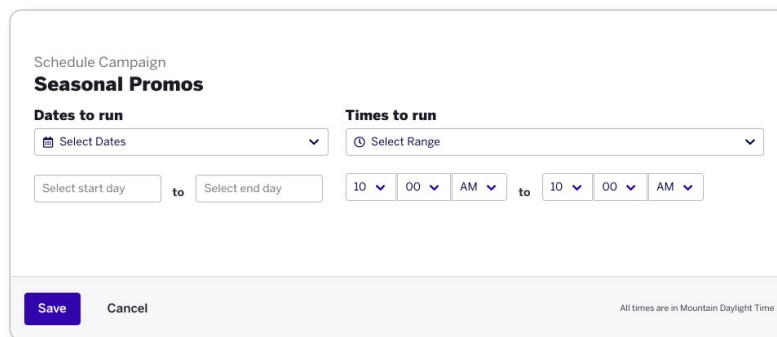 Schedule Campaign
Seasonal Promos
Dates to run
Times to run
Select Dates
Select Range
Select start day to Select end day
10 00 AM to 10 00 AM
Save Cancel All times are in Mountain Daylight Time